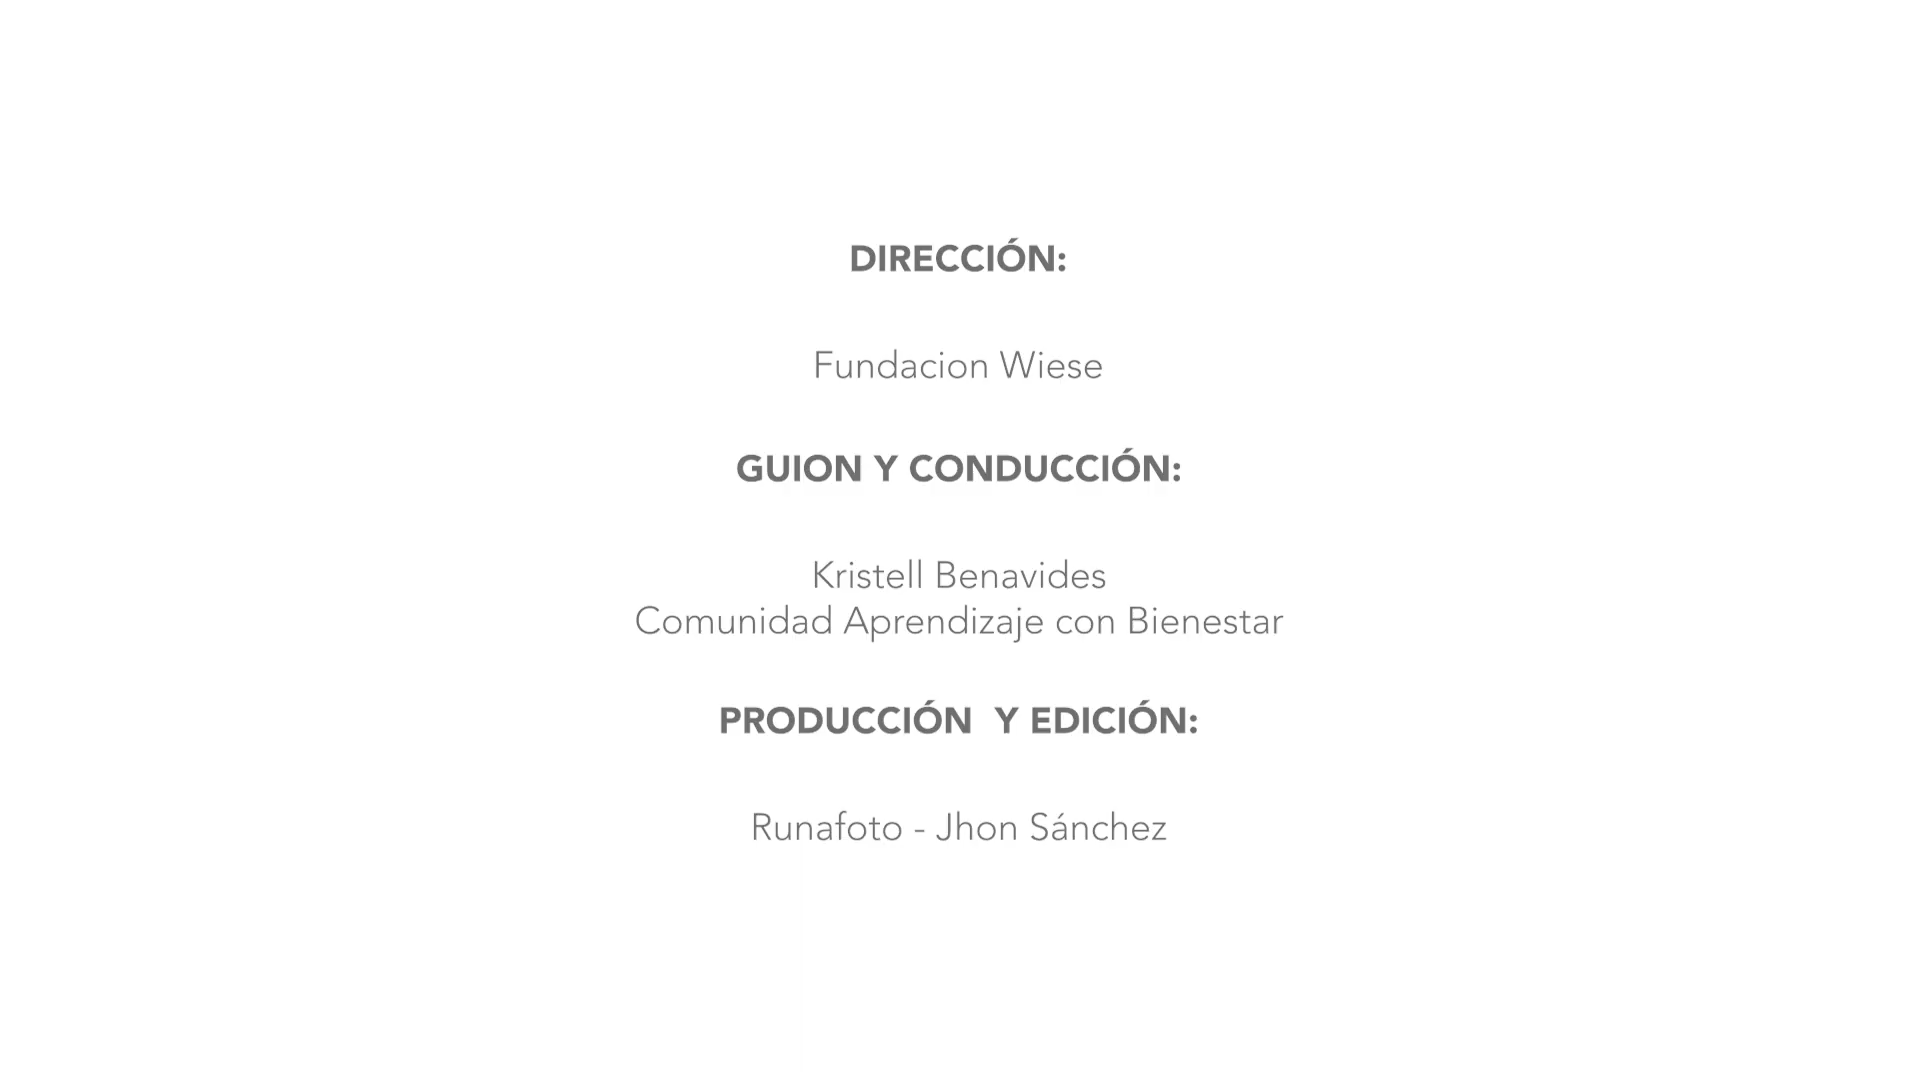 DIRECCIÓN:
Fundacion Wiese
GUION Y CONDUCCIÓN:
Kristell Benavides
Comunidad Aprendizaje con Bienestar
PRODUCCIÓN  Y EDICIÓN:
Runafoto - Jhon Sánchez